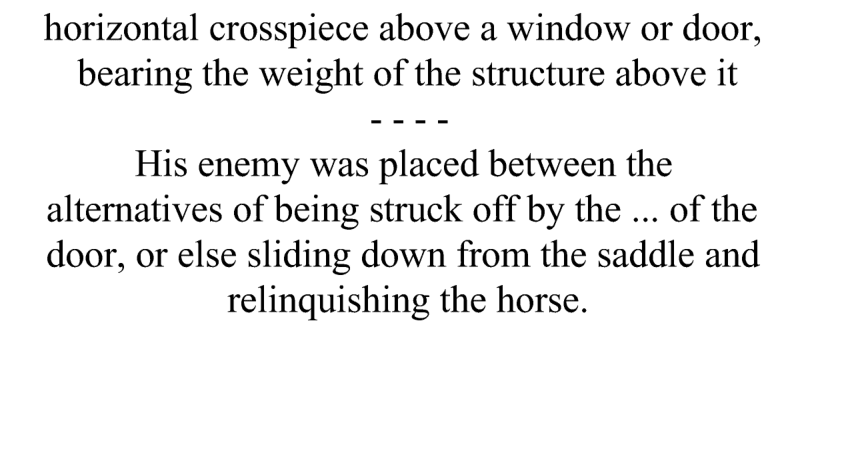 horizontal crosspiece above a window or door,
bearing the weight of the structure above it
- - - -
His enemy was placed between the
alternatives of being struck off by the ... of the
door, or else sliding down from the saddle and
relinquishing the horse.